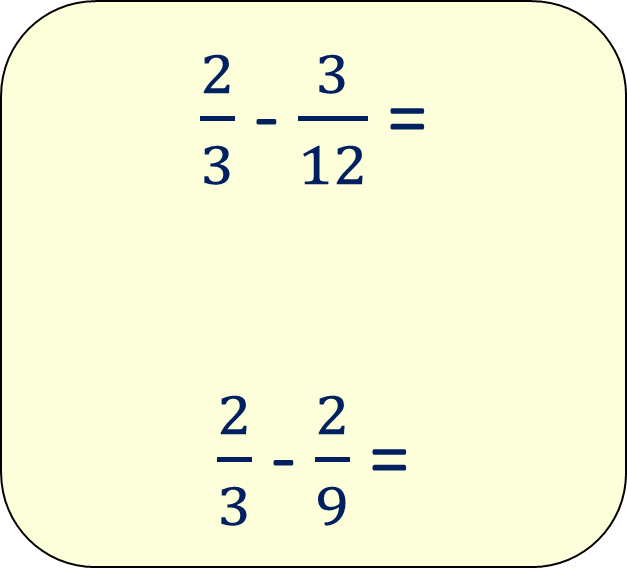 2/3 - 3/12 =
2/3 - 2/9 =